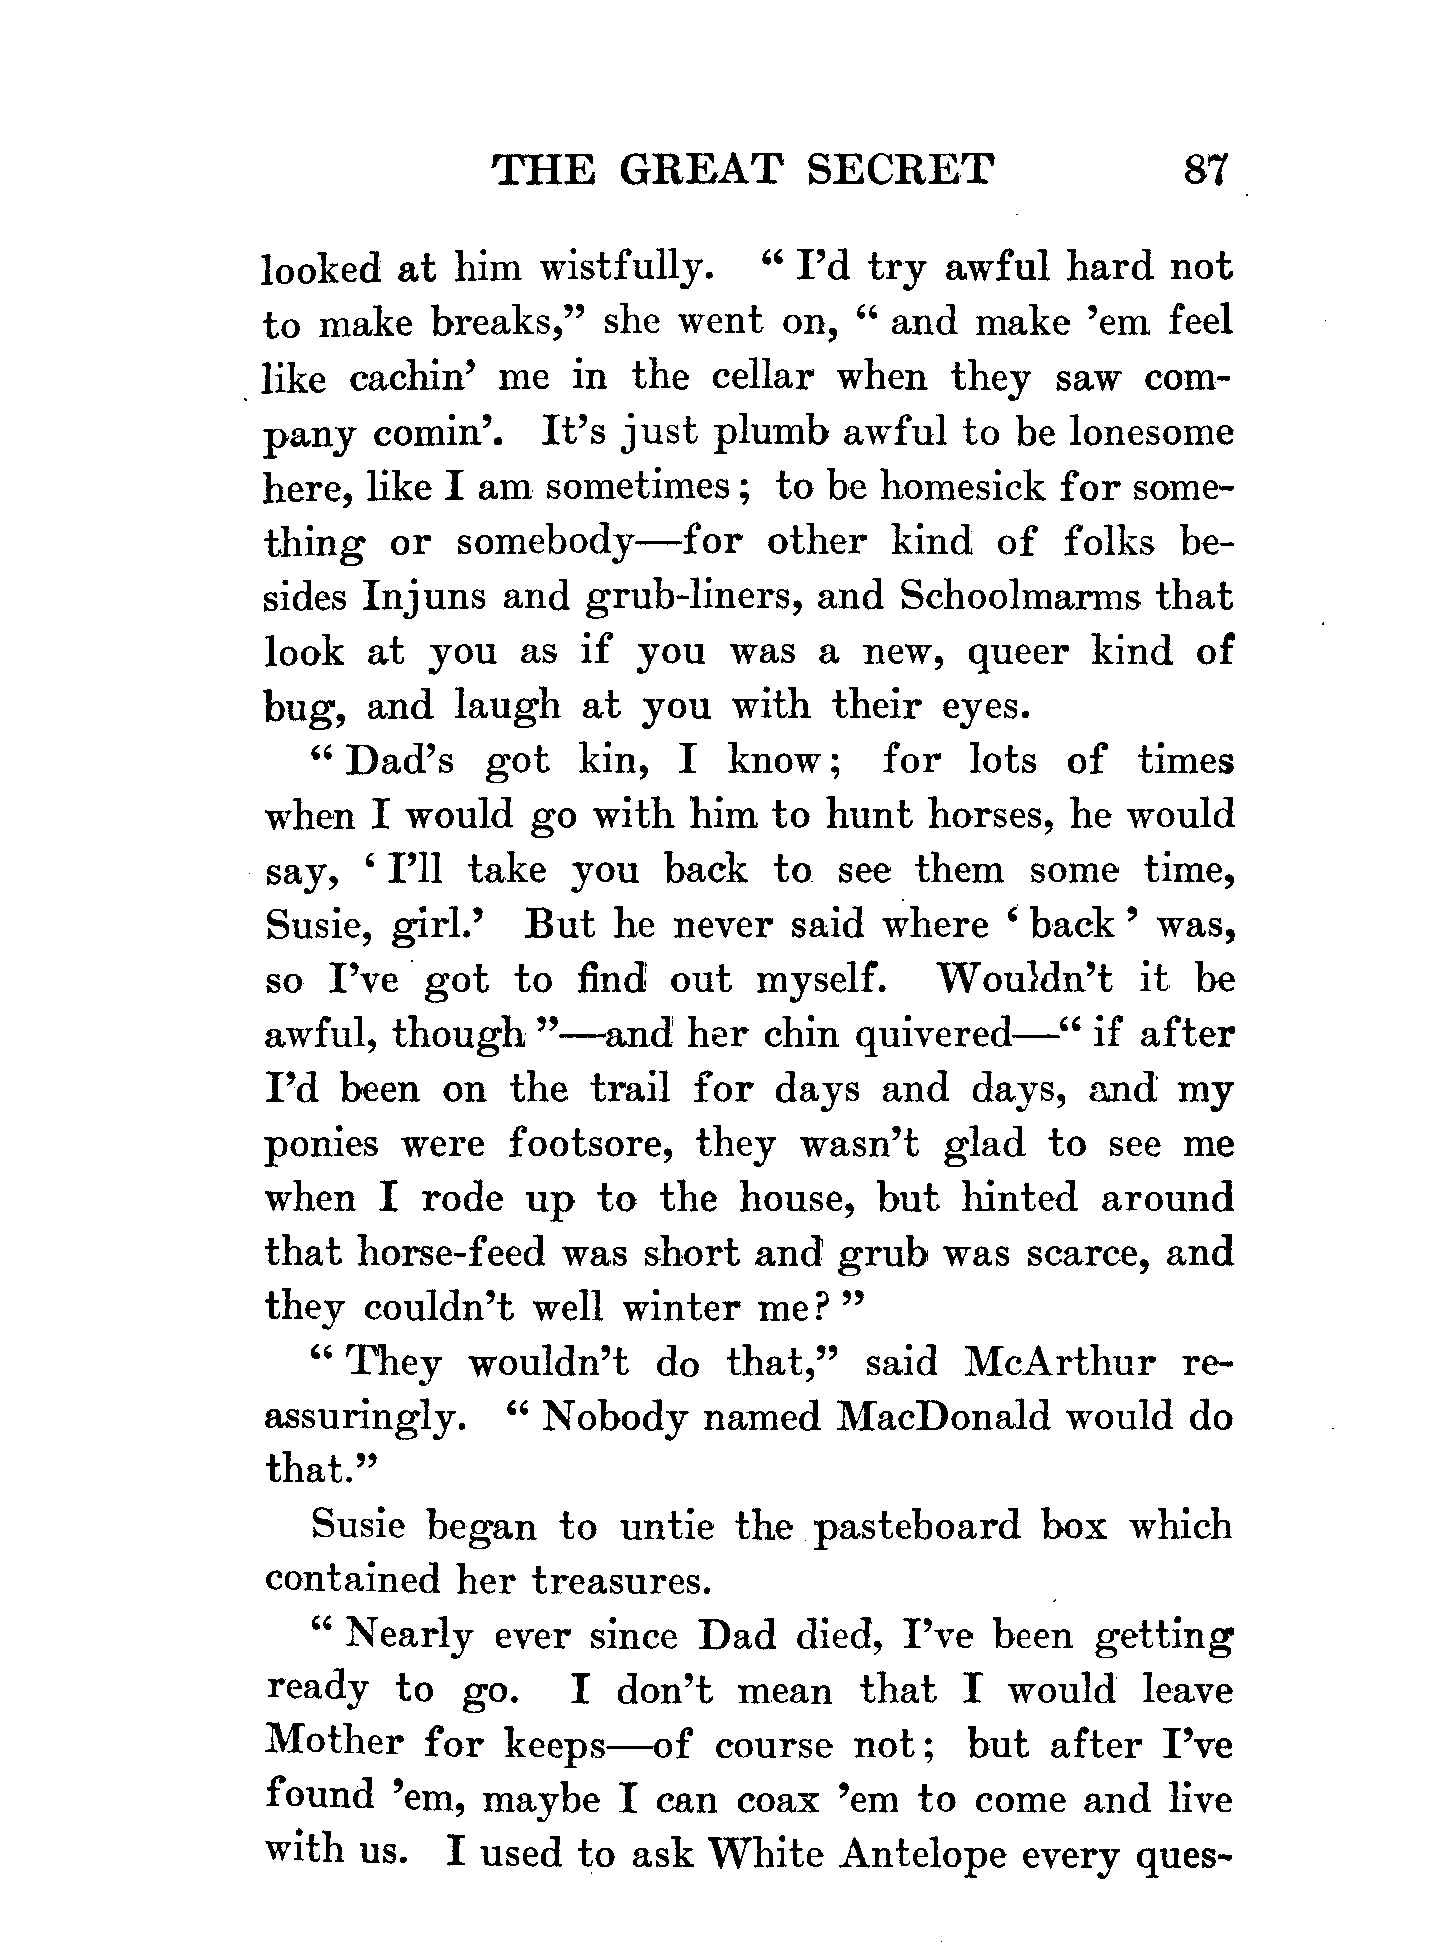 THE GREAT SECRET 87
looked at him wistfully. “ I’d try awful hard not
to make breaks,” she went on, “ and make ’em feel
like cachin’ me in the cellar when they saw com-
pany comin’. It’s just plumb awful to be lonesome
here, like I am sometimes ; to be homesick for some-
thing or somebody—for other kind of folks be-
sides Injuns and grub-liners, and Schoolmarms that
look at you as if you was a new, queer kind of
bug, and laugh at you with their eyes.
“ Dad’s got kin, I know ; for lots of times
when I would go with him to hunt horses, he would
say, ‘ I’ll take you back to see them some time,
Susie, girl.’ But he never said where ‘ back ’ was,
so I’ve got to find out myself. Wouldn’t it be
awful, though ”—and her chin quivered—“ if after
I’d been on the trail for days and days, and my
ponies were footsore, they wasn’t glad to see me
when I rode up to the house, but hinted around
that horse-feed was short and grub was scarce, and
they couldn’t well winter me? ”
“ They wouldn’t do that,” said McArthur re-
assuringly. “ Nobody named MacDonald would do
that.”
Susie began to untie the pasteboard box which
contained her treasures.
“ Nearly ever since Dad died, I’ve been getting
ready to go. I don’t mean that I would leave
Mother for keeps—of course not ; but after I’ve
found ’em, maybe I can coax ’em to come and live
with us. I used to ask White Antelope every ques-